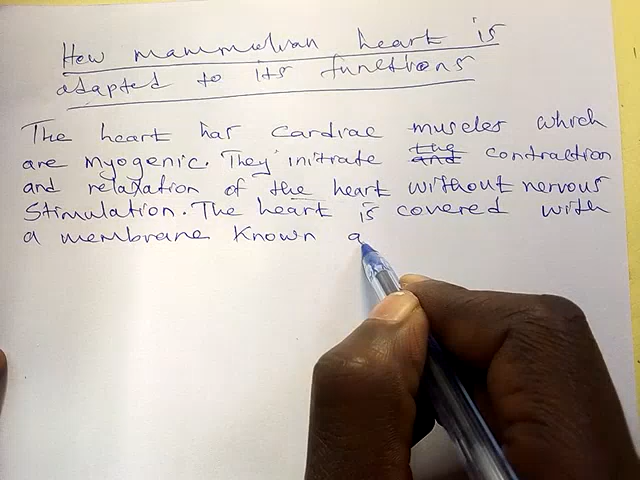 How mammalian heart is
adapted to its functions
The heart has cardiac muscles which
are myogenic. They initrate the contraction
and relaxation of the heart without nervous
Stimulation. The heart is covered with
a membrane known a